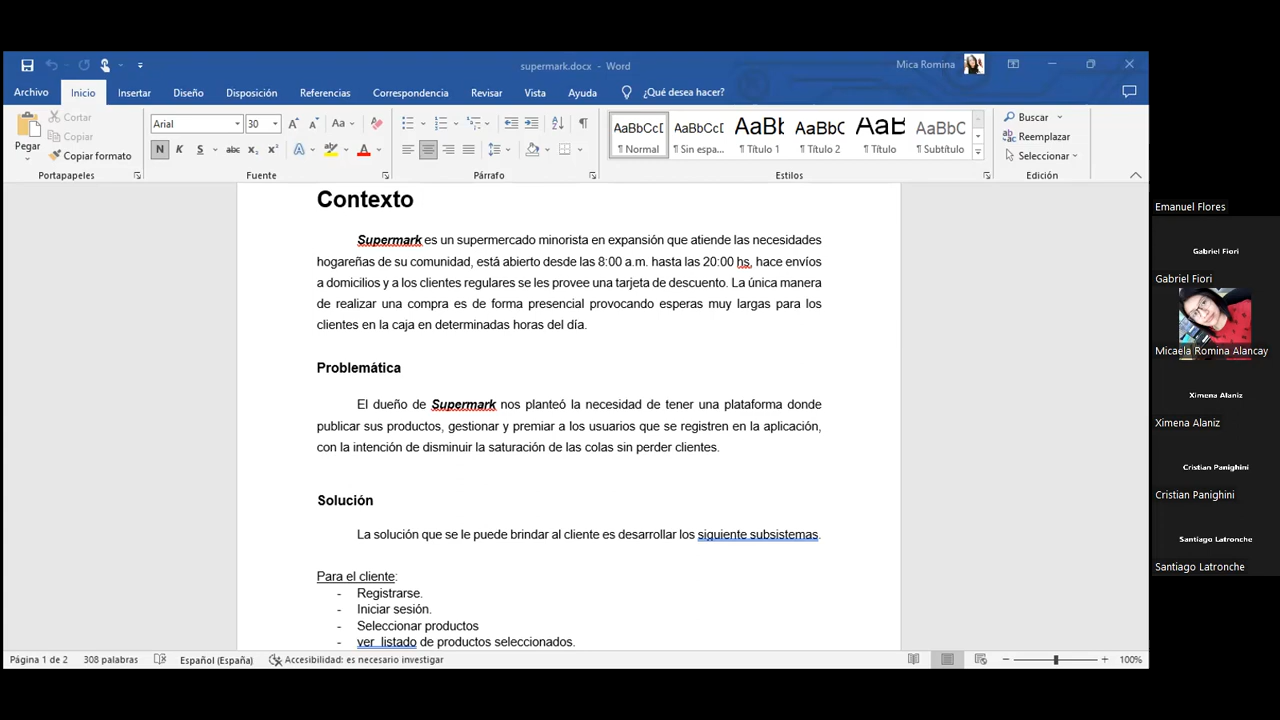 supermark.docx - Word
Mica Romina
Archivo Inicio Insertar Diseño Disposición Referencias Correspondencia Revisar Vista Ayuda ¿Qué desea hacer?
Pegar
Cortar
Copiar
Copiar formato
Portapapeles
Arial 30
Aa
N K S abc x₂ x² A A
Fuente
Párrafo
AaBbCcI AaBbCcI AaBb AaBbC AaBl AaBbC
¶ Normal ¶ Sin espa... ¶ Título 1 ¶ Título 2 ¶ Título ¶ Subtítulo
Estilos
Buscar
Reemplazar
Seleccionar
Edición
Contexto
Supermark es un supermercado minorista en expansión que atiende las necesidades
hogareñas de su comunidad, está abierto desde las 8:00 a.m. hasta las 20:00 hs, hace envíos
a domicilios y a los clientes regulares se les provee una tarjeta de descuento. La única manera
de realizar una compra es de forma presencial provocando esperas muy largas para los
clientes en la caja en determinadas horas del día.
Problemática
El dueño de Supermark nos planteó la necesidad de tener una plataforma donde
publicar sus productos, gestionar y premiar a los usuarios que se registren en la aplicación,
con la intención de disminuir la saturación de las colas sin perder clientes.
Solución
La solución que se le puede brindar al cliente es desarrollar los siguiente subsistemas.
Para el cliente:
- Registrarse.
- Iniciar sesión.
- Seleccionar productos
- ver listado de productos seleccionados.
Página 1 de 2 308 palabras Español (España) Accesibilidad: es necesario investigar 100%
Emanuel Flores
Gabriel Fiori
Gabriel Fiori
Micaela Romina Alancay
Ximena Alaniz
Ximena Alaniz
Cristian Panighini
Cristian Panighini
Santiago Latronche
Santiago Latronche